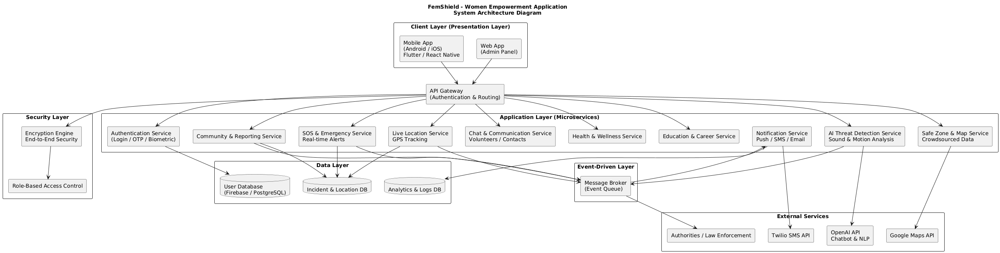 FemShield - Women Empowerment Application
System Architecture Diagram
Client Layer (Presentation Layer)
Mobile App
(Android / iOS)
Flutter / React Native
Web App
(Admin Panel)
API Gateway
(Authentication & Routing)
Security Layer
Encryption Engine
End-to-End Security
Role-Based Access Control
Application Layer (Microservices)
Authentication Service
(Login / OTP / Biometric)
Community & Reporting Service
SOS & Emergency Service
Real-time Alerts
Live Location Service
GPS Tracking
Chat & Communication Service
Volunteers / Contacts
Health & Wellness Service
Education & Career Service
Notification Service
Push / SMS / Email
AI Threat Detection Service
Sound & Motion Analysis
Safe Zone & Map Service
Crowdsourced Data
Data Layer
User Database
(Firebase / PostgreSQL)
Incident & Location DB
Analytics & Logs DB
Event-Driven Layer
Message Broker
(Event Queue)
External Services
Authorities / Law Enforcement
Twilio SMS API
OpenAI API
Chatbot & NLP
Google Maps API